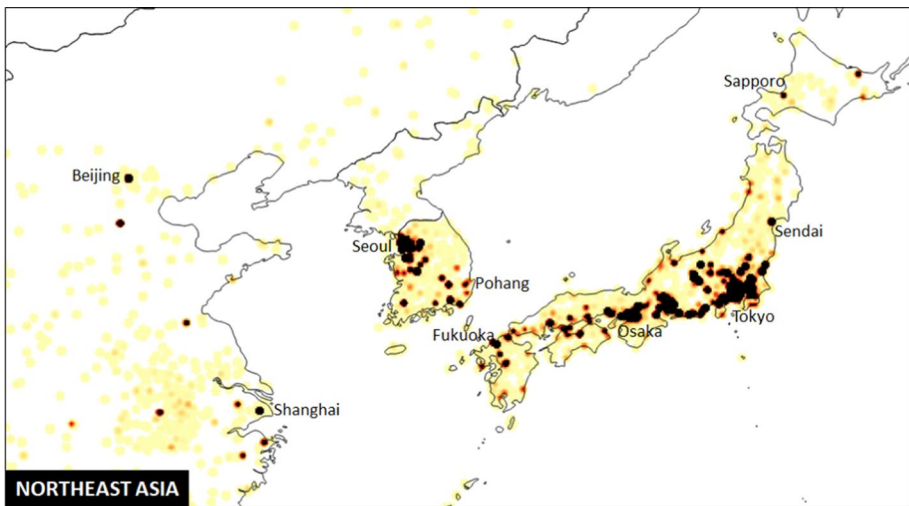 Sapporo
Beijing
Sendai
Seoul
Pohang
Tokyo
Osaka
Fukuoka
Shanghai
NORTHEAST ASIA